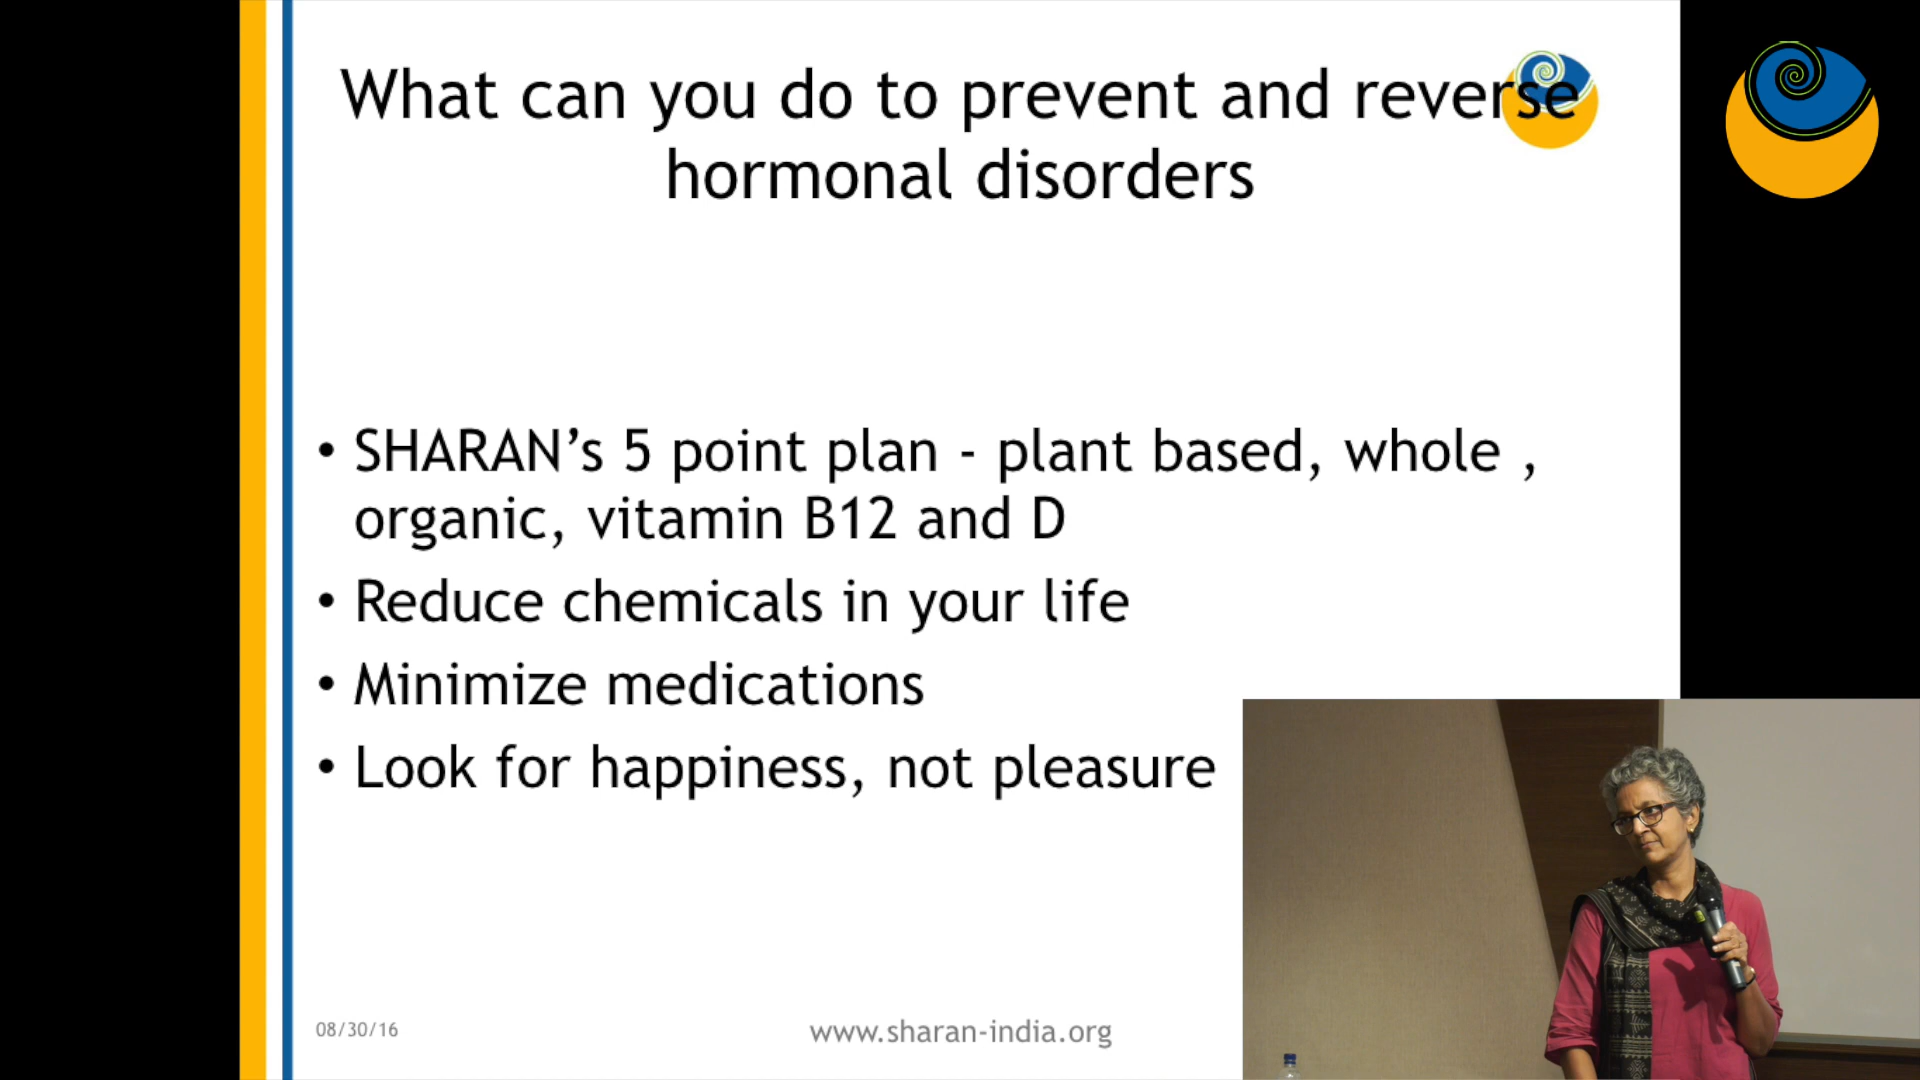 What can you do to prevent and reverse
hormonal disorders
• SHARAN’s 5 point plan - plant based, whole ,
organic, vitamin B12 and D
• Reduce chemicals in your life
• Minimize medications
• Look for happiness, not pleasure
08/30/16
www.sharan-india.org